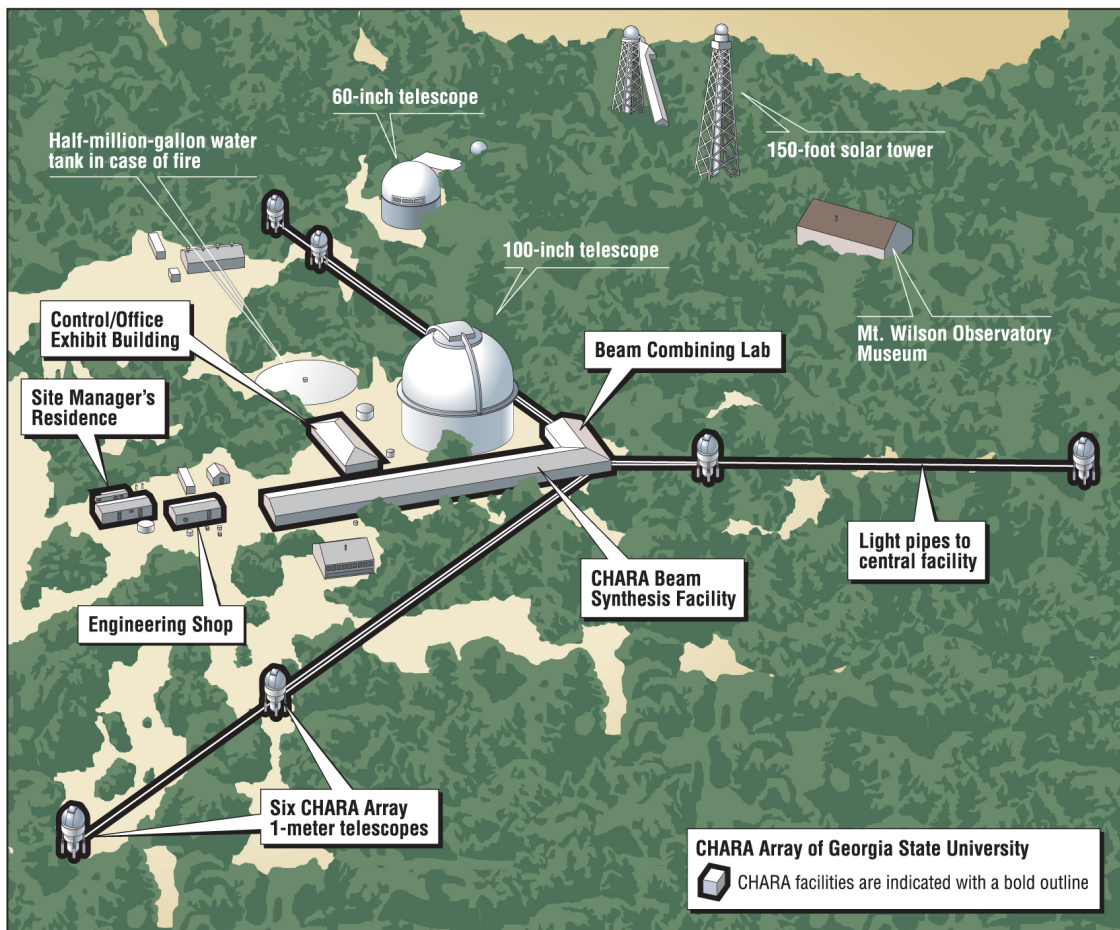 60-inch telescope
Half-million-gallon water
tank in case of fire
150-foot solar tower
100-inch telescope
Control/Office
Exhibit Building
Beam Combining Lab
Mt. Wilson Observatory
Museum
Site Manager's
Residence
Light pipes to
central facility
CHARA Beam
Synthesis Facility
Engineering Shop
Six CHARA Array
1-meter telescopes
CHARA Array of Georgia State University
CHARA facilities are indicated with a bold outline